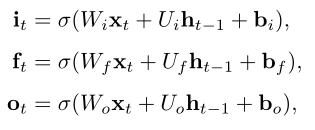 i_t = σ(W_i x_t + U_i h_{t−1} + b_i),
f_t = σ(W_f x_t + U_f h_{t−1} + b_f),
o_t = σ(W_o x_t + U_o h_{t−1} + b_o),